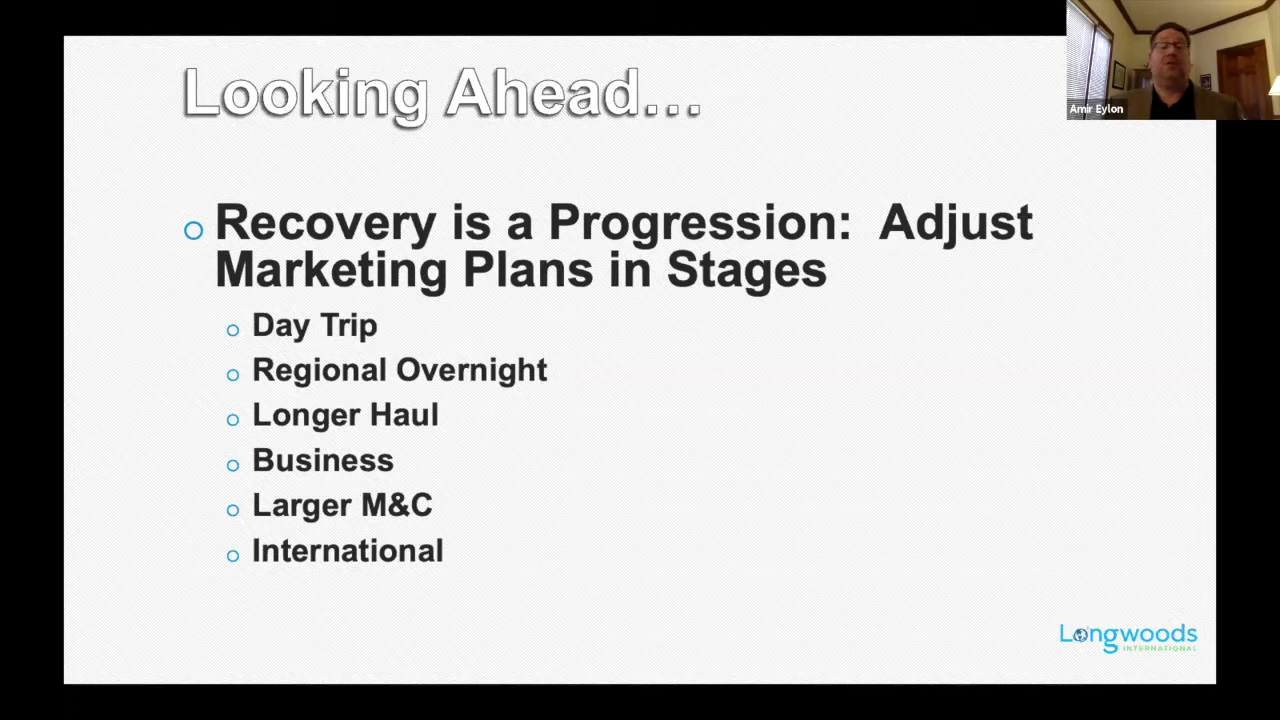 Looking Ahead…
Amir Eylon
Recovery is a Progression:  Adjust
Marketing Plans in Stages
Day Trip
Regional Overnight
Longer Haul
Business
Larger M&C
International
Longwoods
INTERNATIONAL